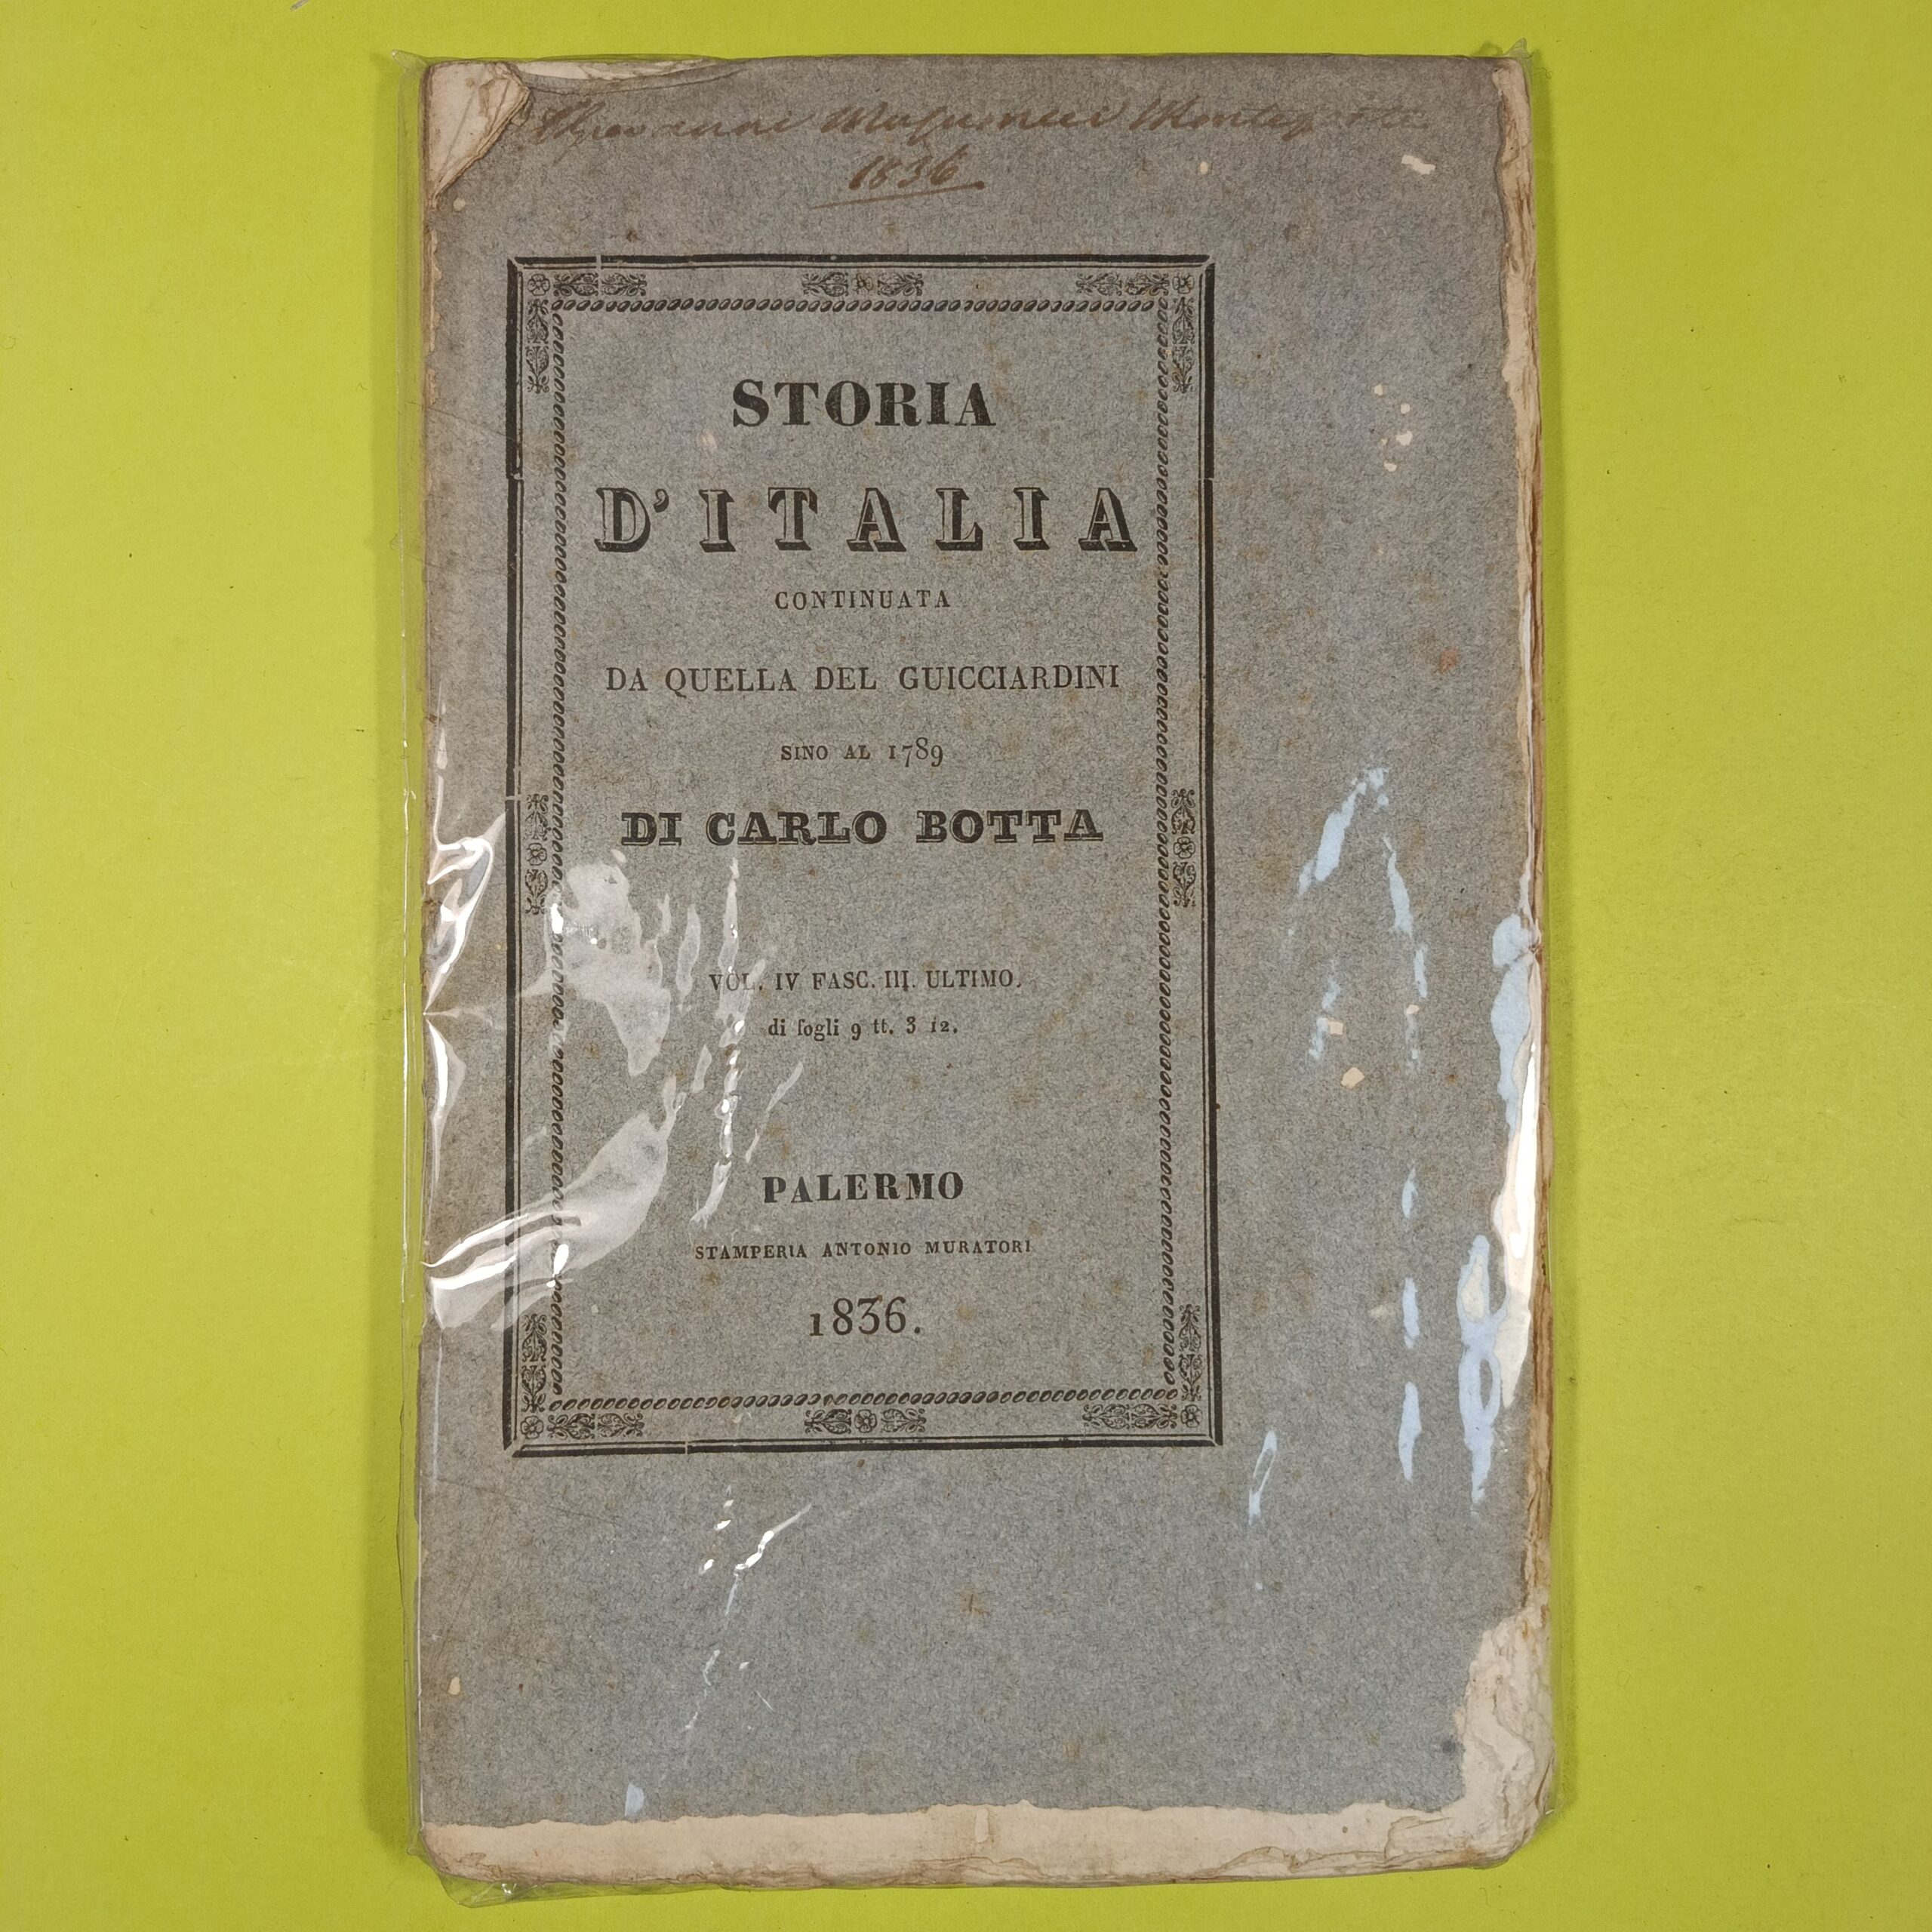 Giovanni
1836
STORIA
D'ITALIA
CONTINUATA
DA QUELLA DEL GUICCIARDINI
SINO AL 1789
DI CARLO BOTTA
VOL. IV FASC. III. ULTIMO.
di fogli 9 tt. 3 12.
PALERMO
STAMPERIA ANTONIO MURATORI
1836.